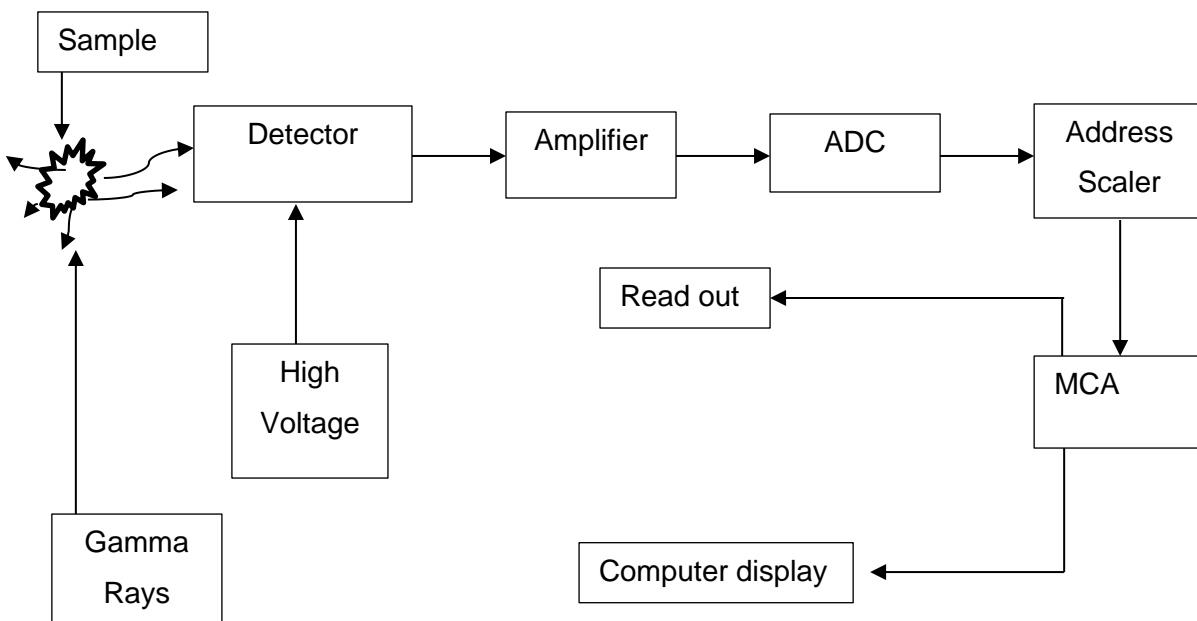 Sample
Detector
Amplifier
ADC
Address
Scaler
Read out
High
Voltage
MCA
Gamma
Rays
Computer display